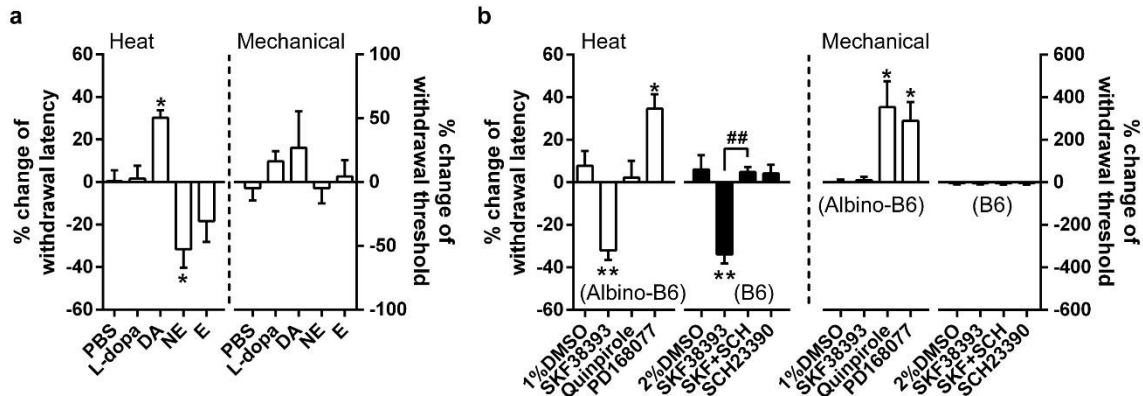 a
Heat
Mechanical
% change of
withdrawal latency
60
40
20
0
-20
-40
-60
*
*
PBS
L-dopa
DA
NE
E
PBS
L-dopa
DA
NE
E
100
50
0
-50
-100
% change of
withdrawal threshold
b
Heat
Mechanical
% change of
withdrawal latency
60
40
20
0
-20
-40
-60
**
*
(Albino-B6)
##
**
(B6)
1%DMSO
SKF38393
Quinpirole
PD168077
2%DMSO
SKF38393
SKF+SCH
SCH23390
*
*
(Albino-B6)
(B6)
1%DMSO
SKF38393
Quinpirole
PD168077
2%DMSO
SKF38393
SKF+SCH
SCH23390
600
400
200
0
-200
-400
-600
% change of
withdrawal threshold